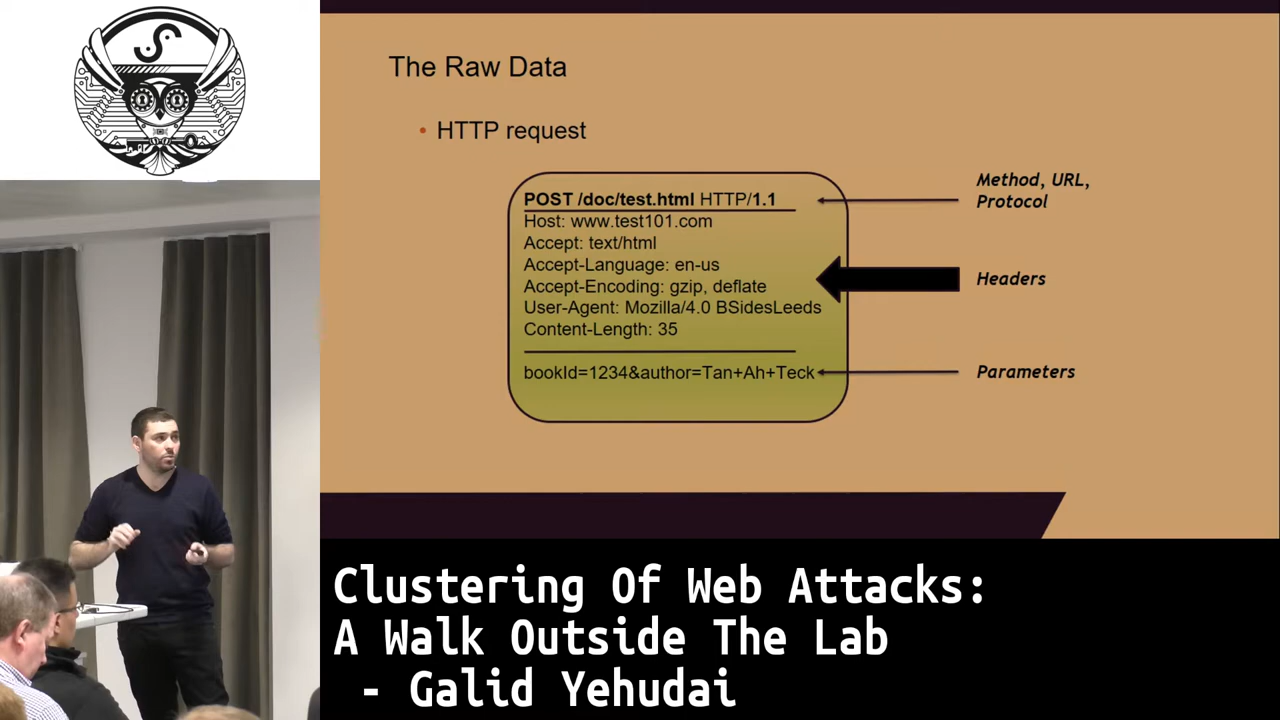 The Raw Data
• HTTP request
POST /doc/test.html HTTP/1.1
Host: www.test101.com
Accept: text/html
Accept-Language: en-us
Accept-Encoding: gzip, deflate
User-Agent: Mozilla/4.0 BSidesLeeds
Content-Length: 35
bookId=1234&author=Tan+Ah+Teck
Method, URL,
Protocol
Headers
Parameters
Clustering Of Web Attacks:
A Walk Outside The Lab
- Galid Yehudai